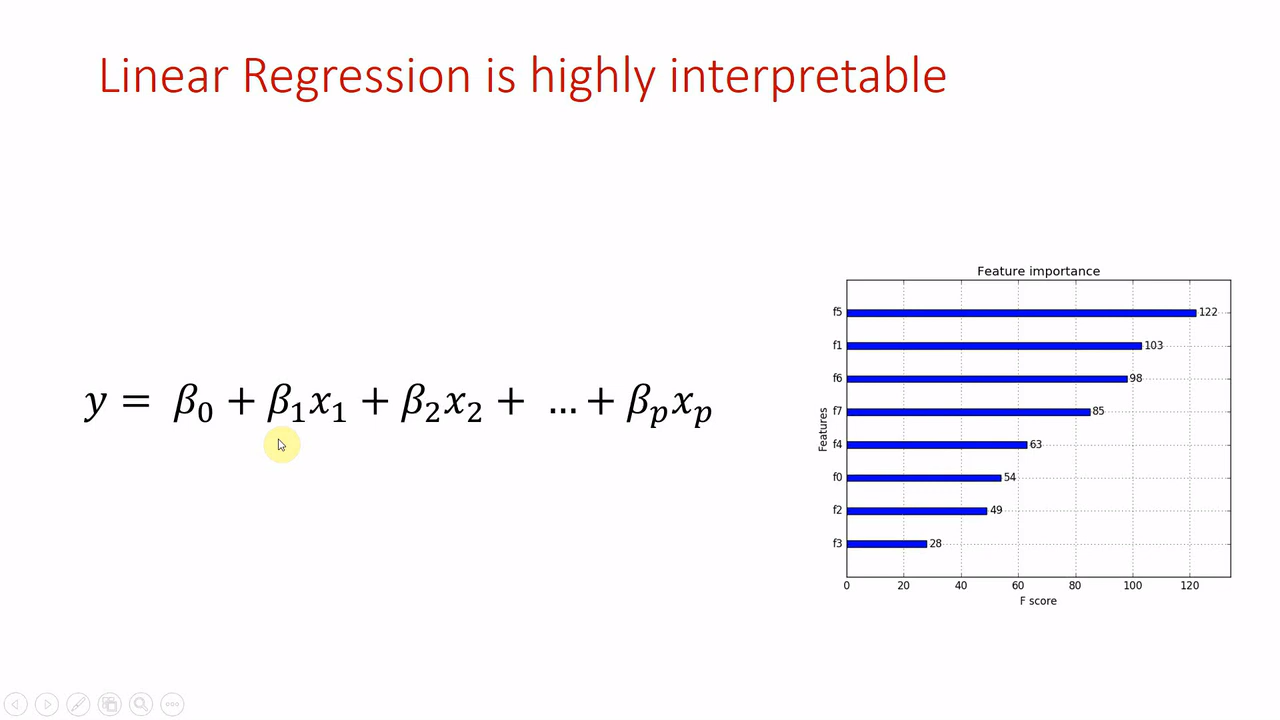 Linear Regression is highly interpretable
y = β₀ + β₁x₁ + β₂x₂ + ... + βₚxₚ
Feature importance
f5 122
f1 103
f6 98
f7 85
f4 63
f0 54
f2 49
f3 28
Features
0 20 40 60 80 100 120
F score